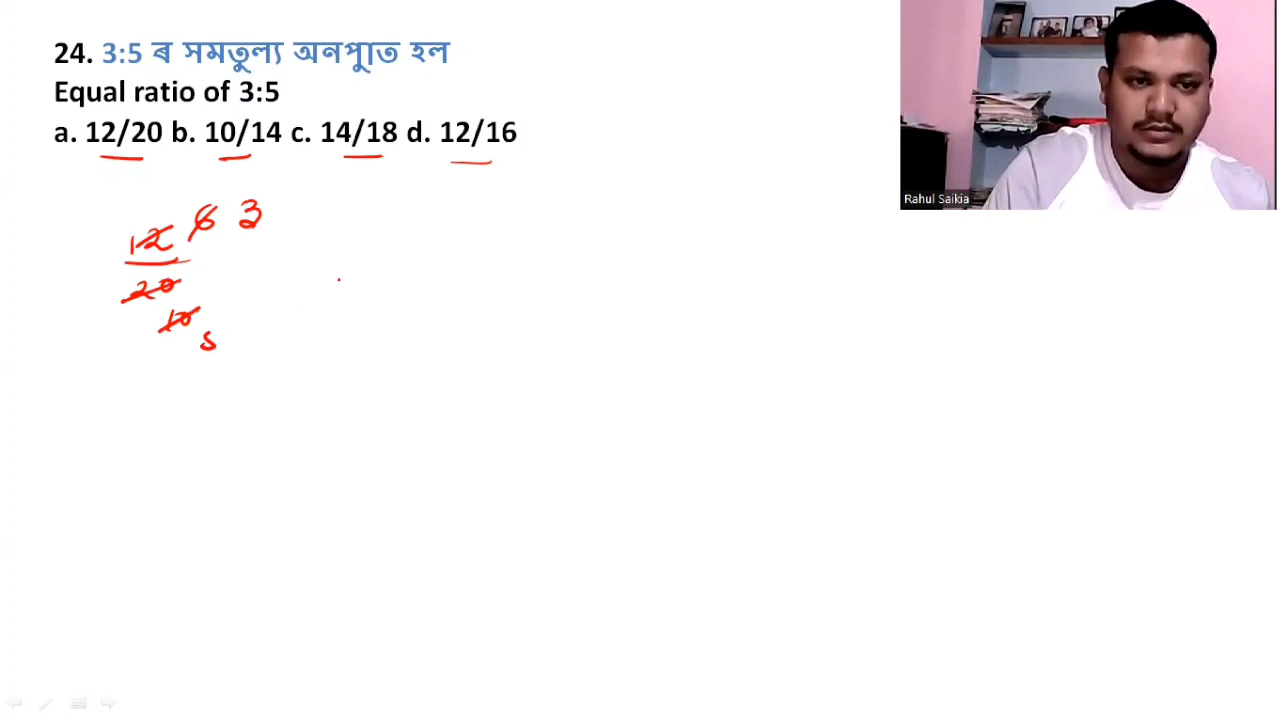 24. 3:5 ৰ সমতুল্য অনপুাত হল
Equal ratio of 3:5
a. 12/20 b. 10/14 c. 14/18 d. 12/16
Rahul Saikia
12 6 3
20
10
5